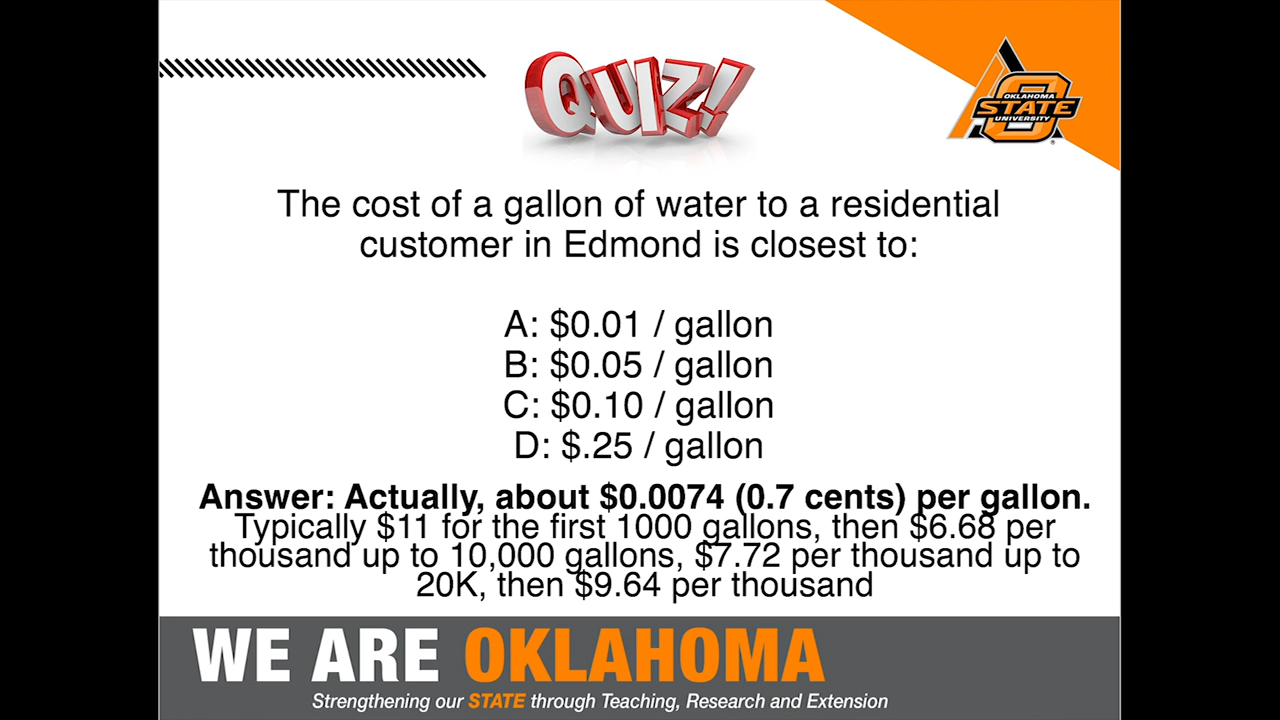 QUIZ!
OKLAHOMA
STATE
UNIVERSITY
The cost of a gallon of water to a residential
customer in Edmond is closest to:
A: $0.01 / gallon
B: $0.05 / gallon
C: $0.10 / gallon
D: $.25 / gallon
Answer: Actually, about $0.0074 (0.7 cents) per gallon.
Typically $11 for the first 1000 gallons, then $6.68 per
thousand up to 10,000 gallons, $7.72 per thousand up to
20K, then $9.64 per thousand
WE ARE OKLAHOMA
Strengthening our STATE through Teaching, Research and Extension